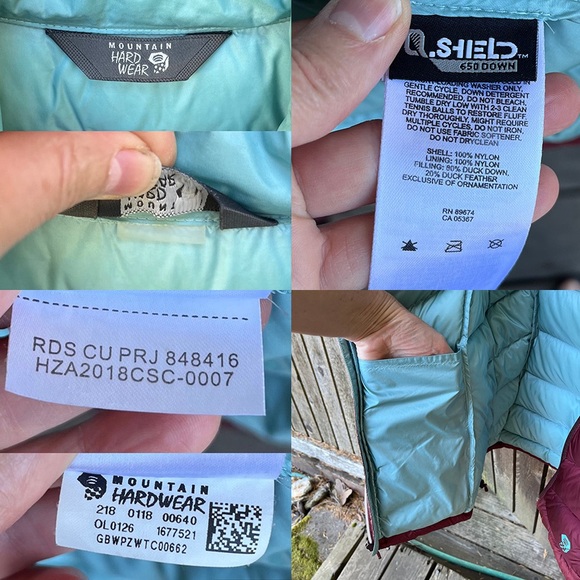 MOUNTAIN
HARD
WEAR
Q.SHIELD™
650 DOWN
GENTLE CYCLE, DOWN DETERGENT
RECOMMENDED, DO NOT BLEACH,
TUMBLE DRY LOW WITH 2-3 CLEAN
TENNIS BALLS TO RESTORE FLUFF.
DRY THOROUGHLY, MIGHT REQUIRE
MULTIPLE CYCLES, DO NOT IRON,
DO NOT USE FABRIC SOFTENER.
DO NOT DRYCLEAN
SHELL: 100% NYLON
LINING: 100% NYLON
FILLING: 80% DUCK DOWN,
20% DUCK FEATHER
EXCLUSIVE OF ORNAMENTATION
RN 89674
CA 05367
RDS CU PRJ 848416
HZA2018CSC-0007
MOUNTAIN
HARDWEAR
218 0118 00640
OL0126 1677521
GBWPZWTC00662